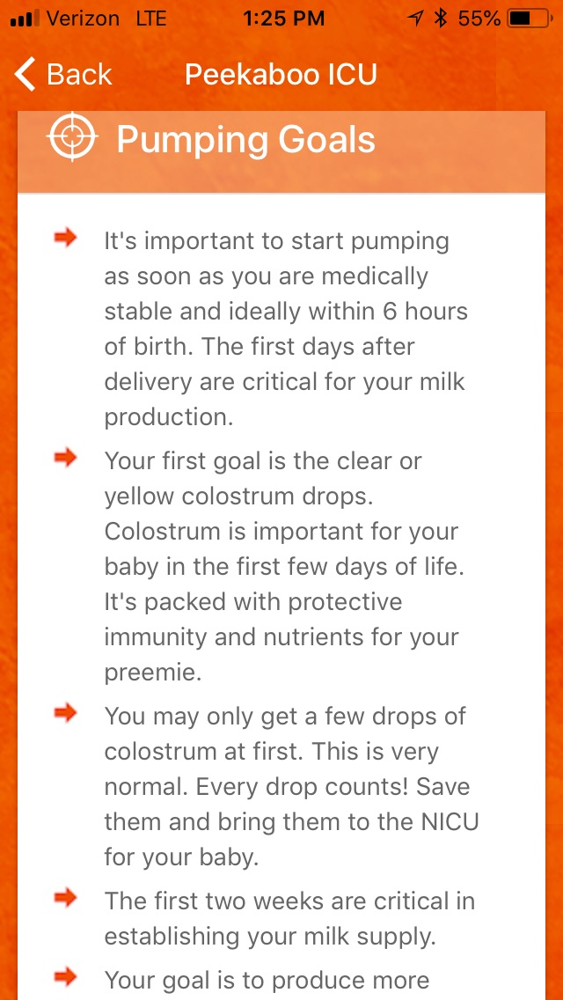 Verizon LTE 1:25 PM 55%
Back Peekaboo ICU
Pumping Goals
It's important to start pumping
as soon as you are medically
stable and ideally within 6 hours
of birth. The first days after
delivery are critical for your milk
production.
Your first goal is the clear or
yellow colostrum drops.
Colostrum is important for your
baby in the first few days of life.
It's packed with protective
immunity and nutrients for your
preemie.
You may only get a few drops of
colostrum at first. This is very
normal. Every drop counts! Save
them and bring them to the NICU
for your baby.
The first two weeks are critical in
establishing your milk supply.
Your goal is to produce more